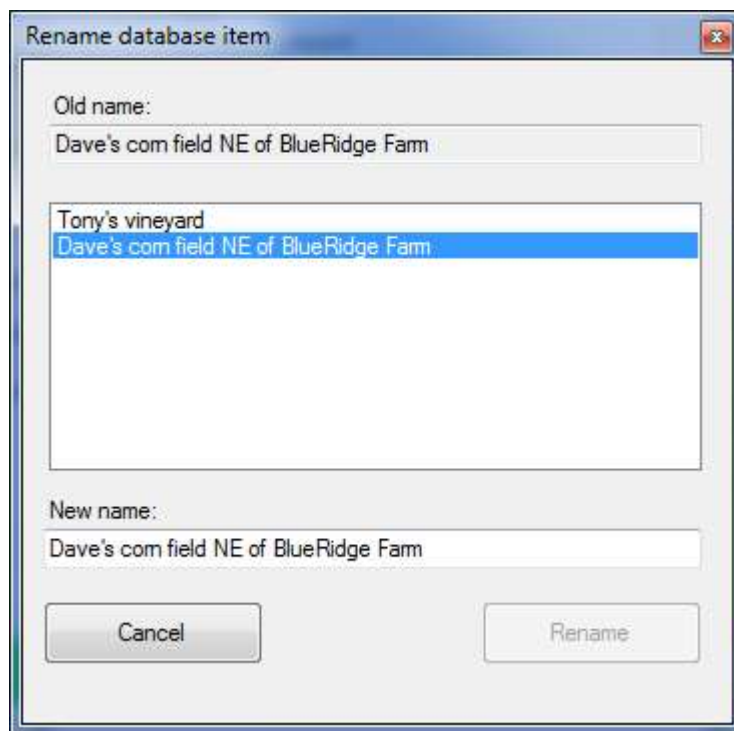 Rename database item
Old name:
Dave's corn field NE of BlueRidge Farm
Tony's vineyard
Dave's corn field NE of BlueRidge Farm
New name:
Dave's corn field NE of BlueRidge Farm
Cancel
Rename